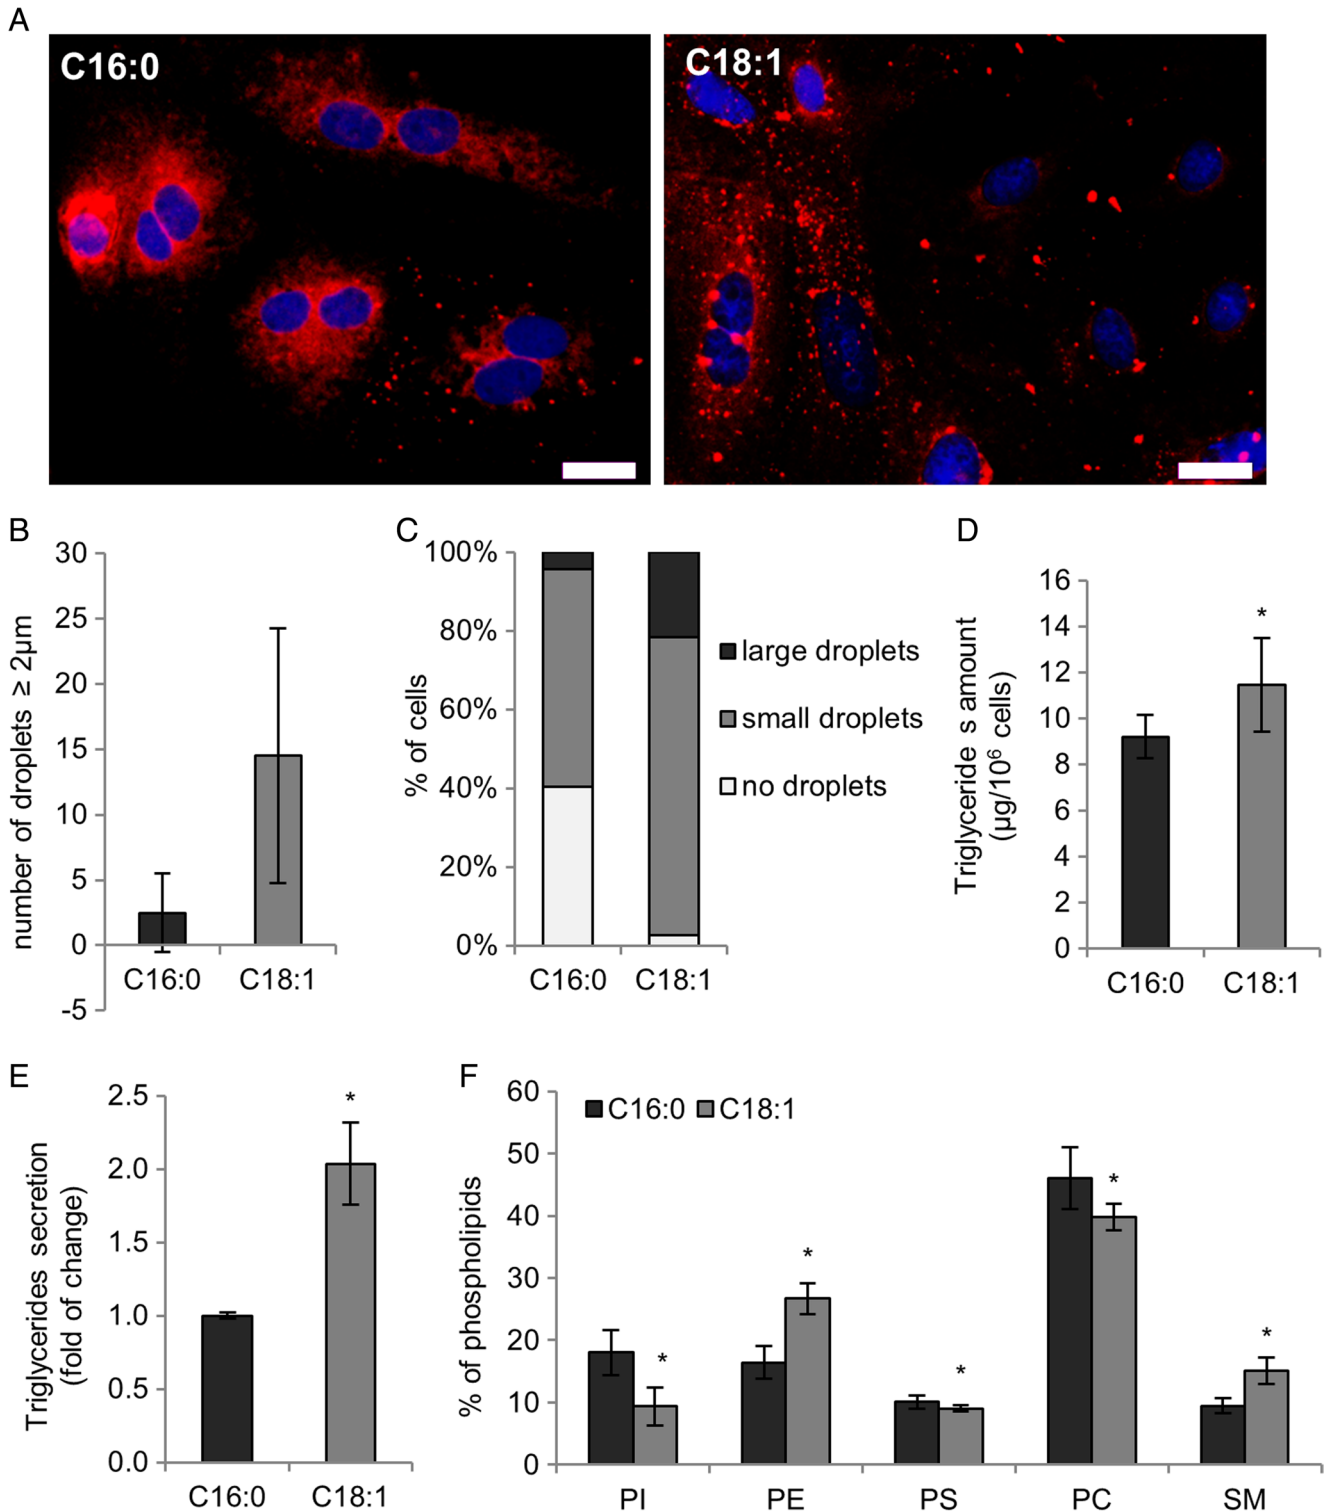 A
C16:0
C18:1
B
number of droplets ≥ 2µm
30
25
20
15
10
5
0
-5
C16:0
C18:1
C
% of cells
100%
80%
60%
40%
20%
0%
C16:0
C18:1
large droplets
small droplets
no droplets
D
Triglyceride s amount
(µg/10⁶ cells)
16
14
12
10
8
6
4
2
0
*
C16:0
C18:1
E
Triglycerides secretion
(fold of change)
2.5
2.0
1.5
1.0
0.5
0.0
*
C16:0
C18:1
F
% of phospholipids
60
50
40
30
20
10
0
C16:0 C18:1
*
*
*
*
*
PI
PE
PS
PC
SM